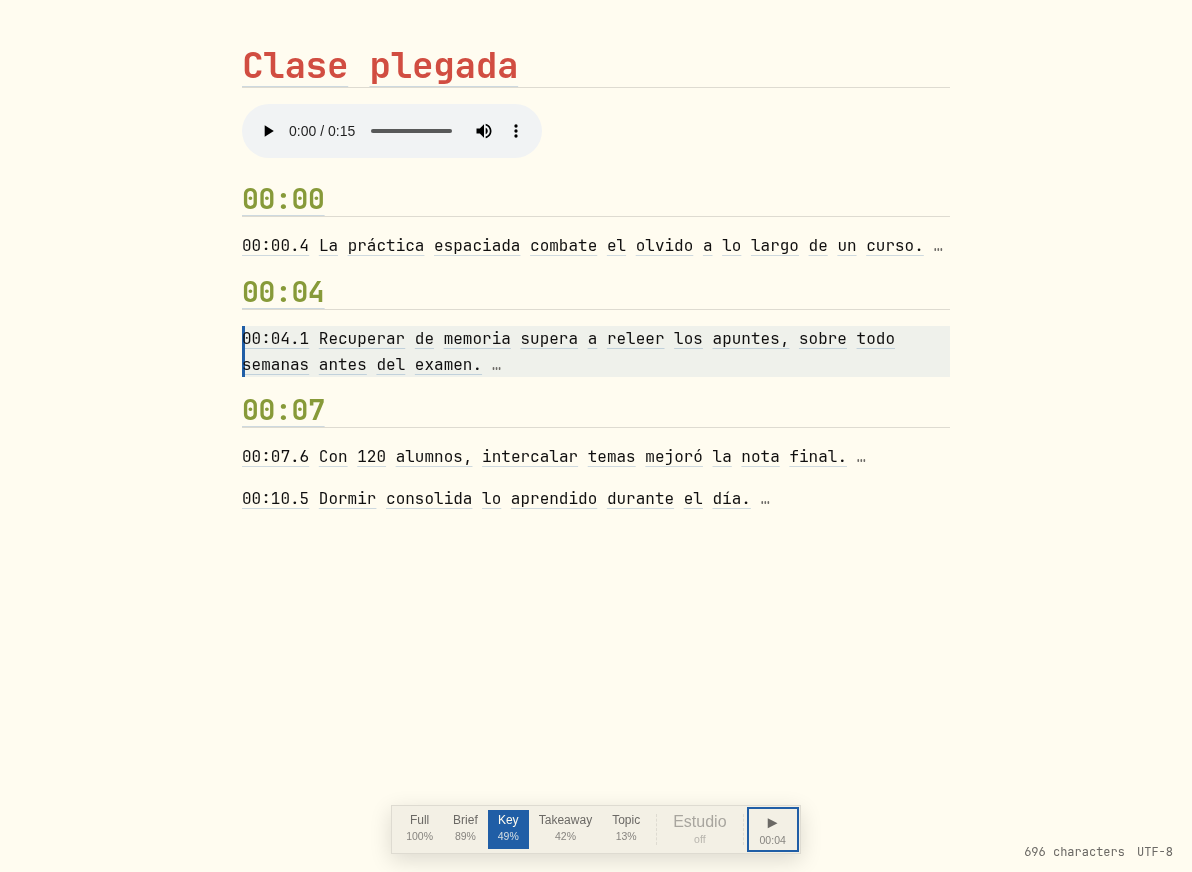 Clase plegada
0:00 / 0:15
00:00
00:00.4 La práctica espaciada combate el olvido a lo largo de un curso. …
00:04
00:04.1 Recuperar de memoria supera a releer los apuntes, sobre todo
semanas antes del examen. …
00:07
00:07.6 Con 120 alumnos, intercalar temas mejoró la nota final. …
00:10.5 Dormir consolida lo aprendido durante el día. …
Full Brief Key Takeaway Topic Estudio
100% 89% 49% 42% 13% off 00:04
696 characters UTF-8